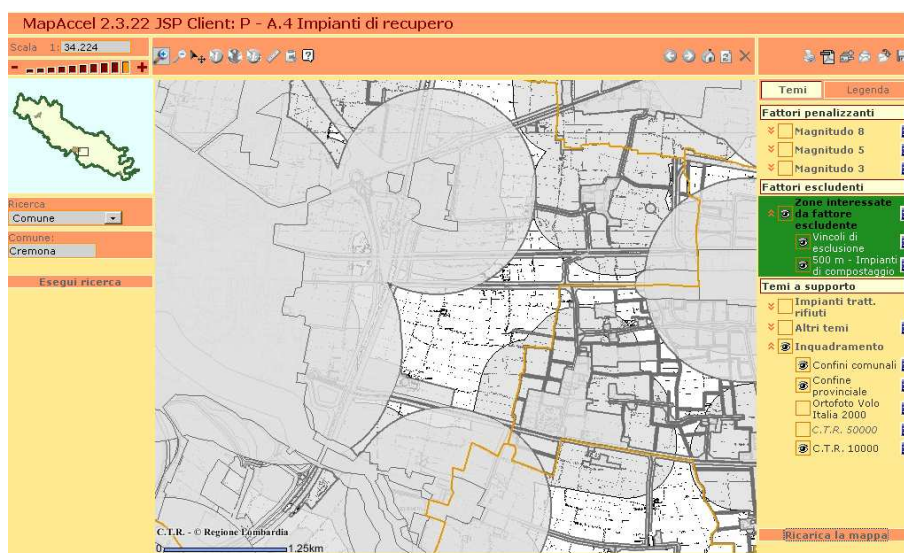 MapAccel 2.3.22 JSP Client: P - A.4 Impianti di recupero
Scala 1: 34.224
Ricerca
Comune
Comune:
Cremona
Esegui ricerca
C.T.R. - © Regione Lombardia
0 1.25km
Temi Legenda
Fattori penalizzanti
Magnitudo 8
Magnitudo 5
Magnitudo 3
Fattori escludenti
Zone interessate
da fattore
escludente
Vincoli di
esclusione
500 m - Impianti
di compostaggio
Temi a supporto
Impianti tratt.
rifiuti
Altri temi
Inquadramento
Confini comunali
Confine
provinciale
Ortofoto Volo
Italia 2000
C.T.R. 50000
C.T.R. 10000
Ricarica la mappa